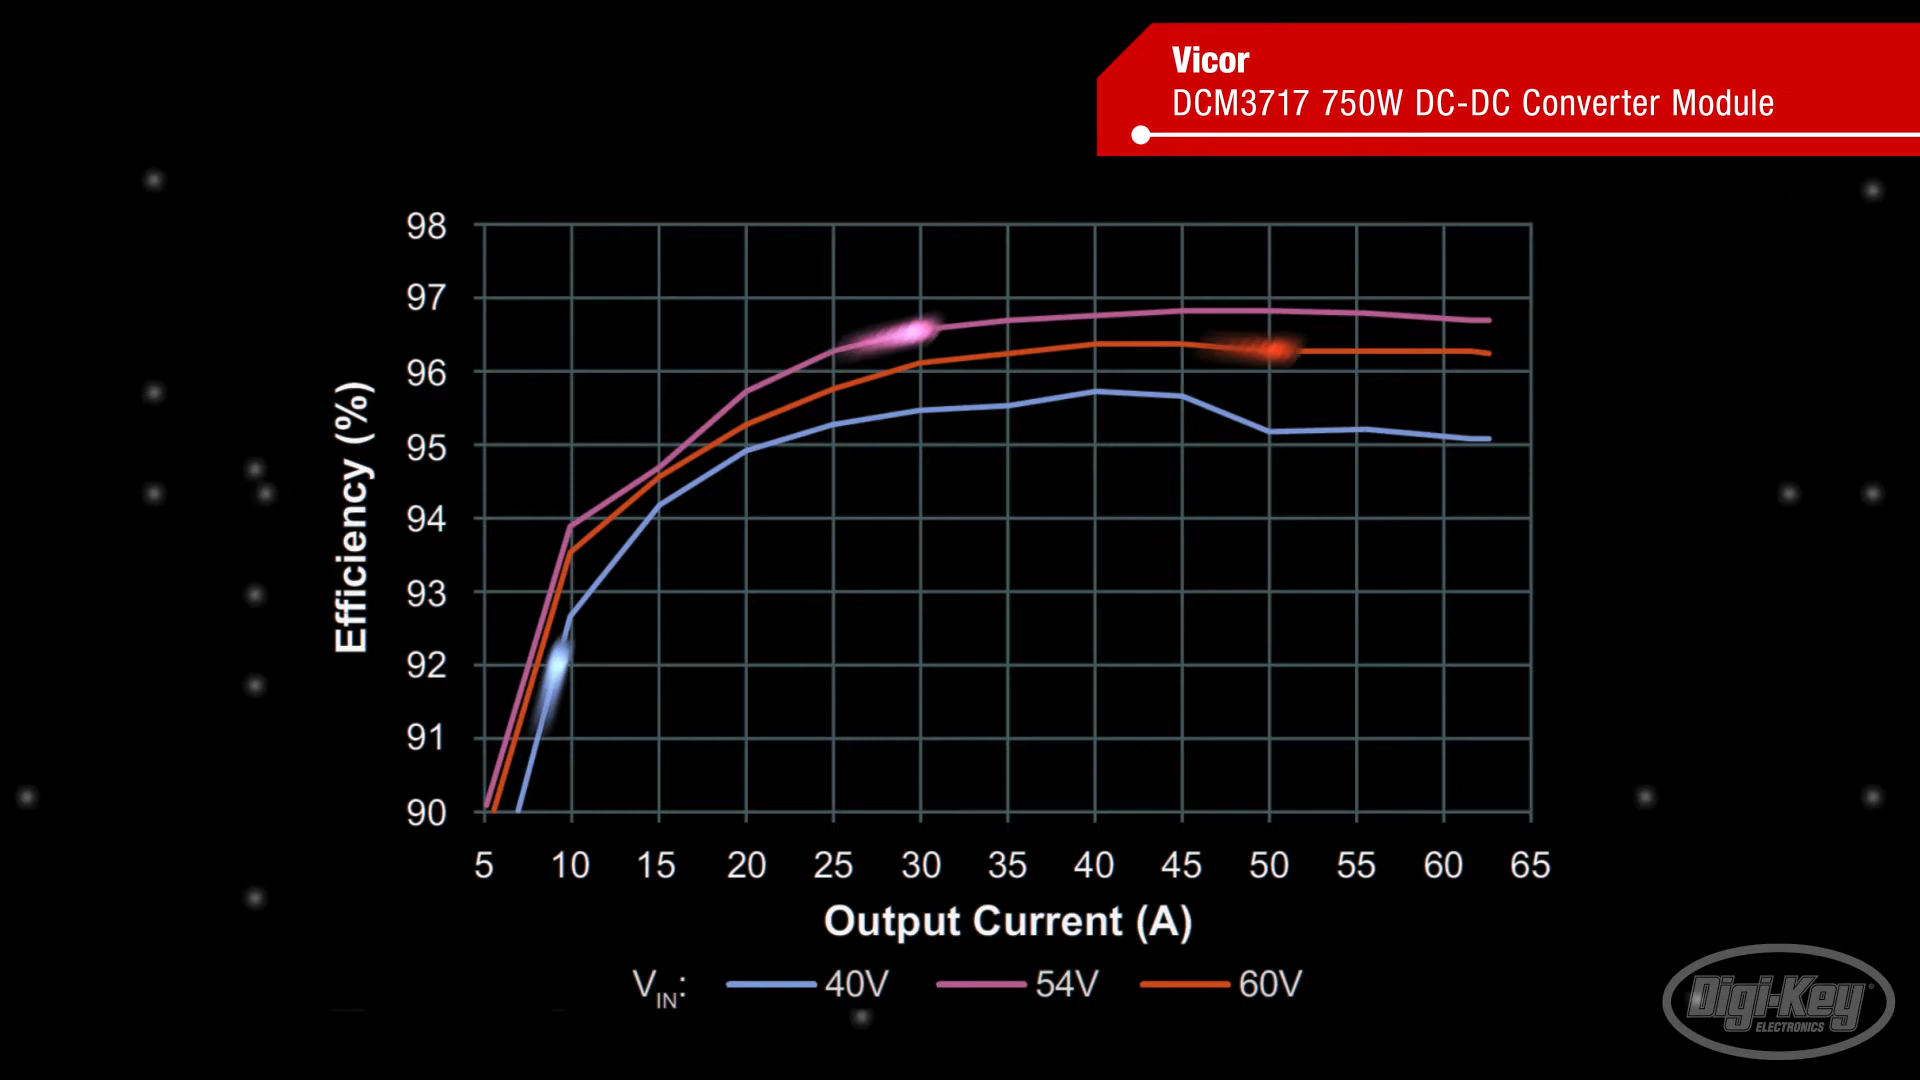 Vicor
DCM3717 750W DC-DC Converter Module
98
97
96
95
94
93
92
91
90
Efficiency (%)
5 10 15 20 25 30 35 40 45 50 55 60 65
Output Current (A)
VIN: 40V 54V 60V
Digi-Key
ELECTRONICS